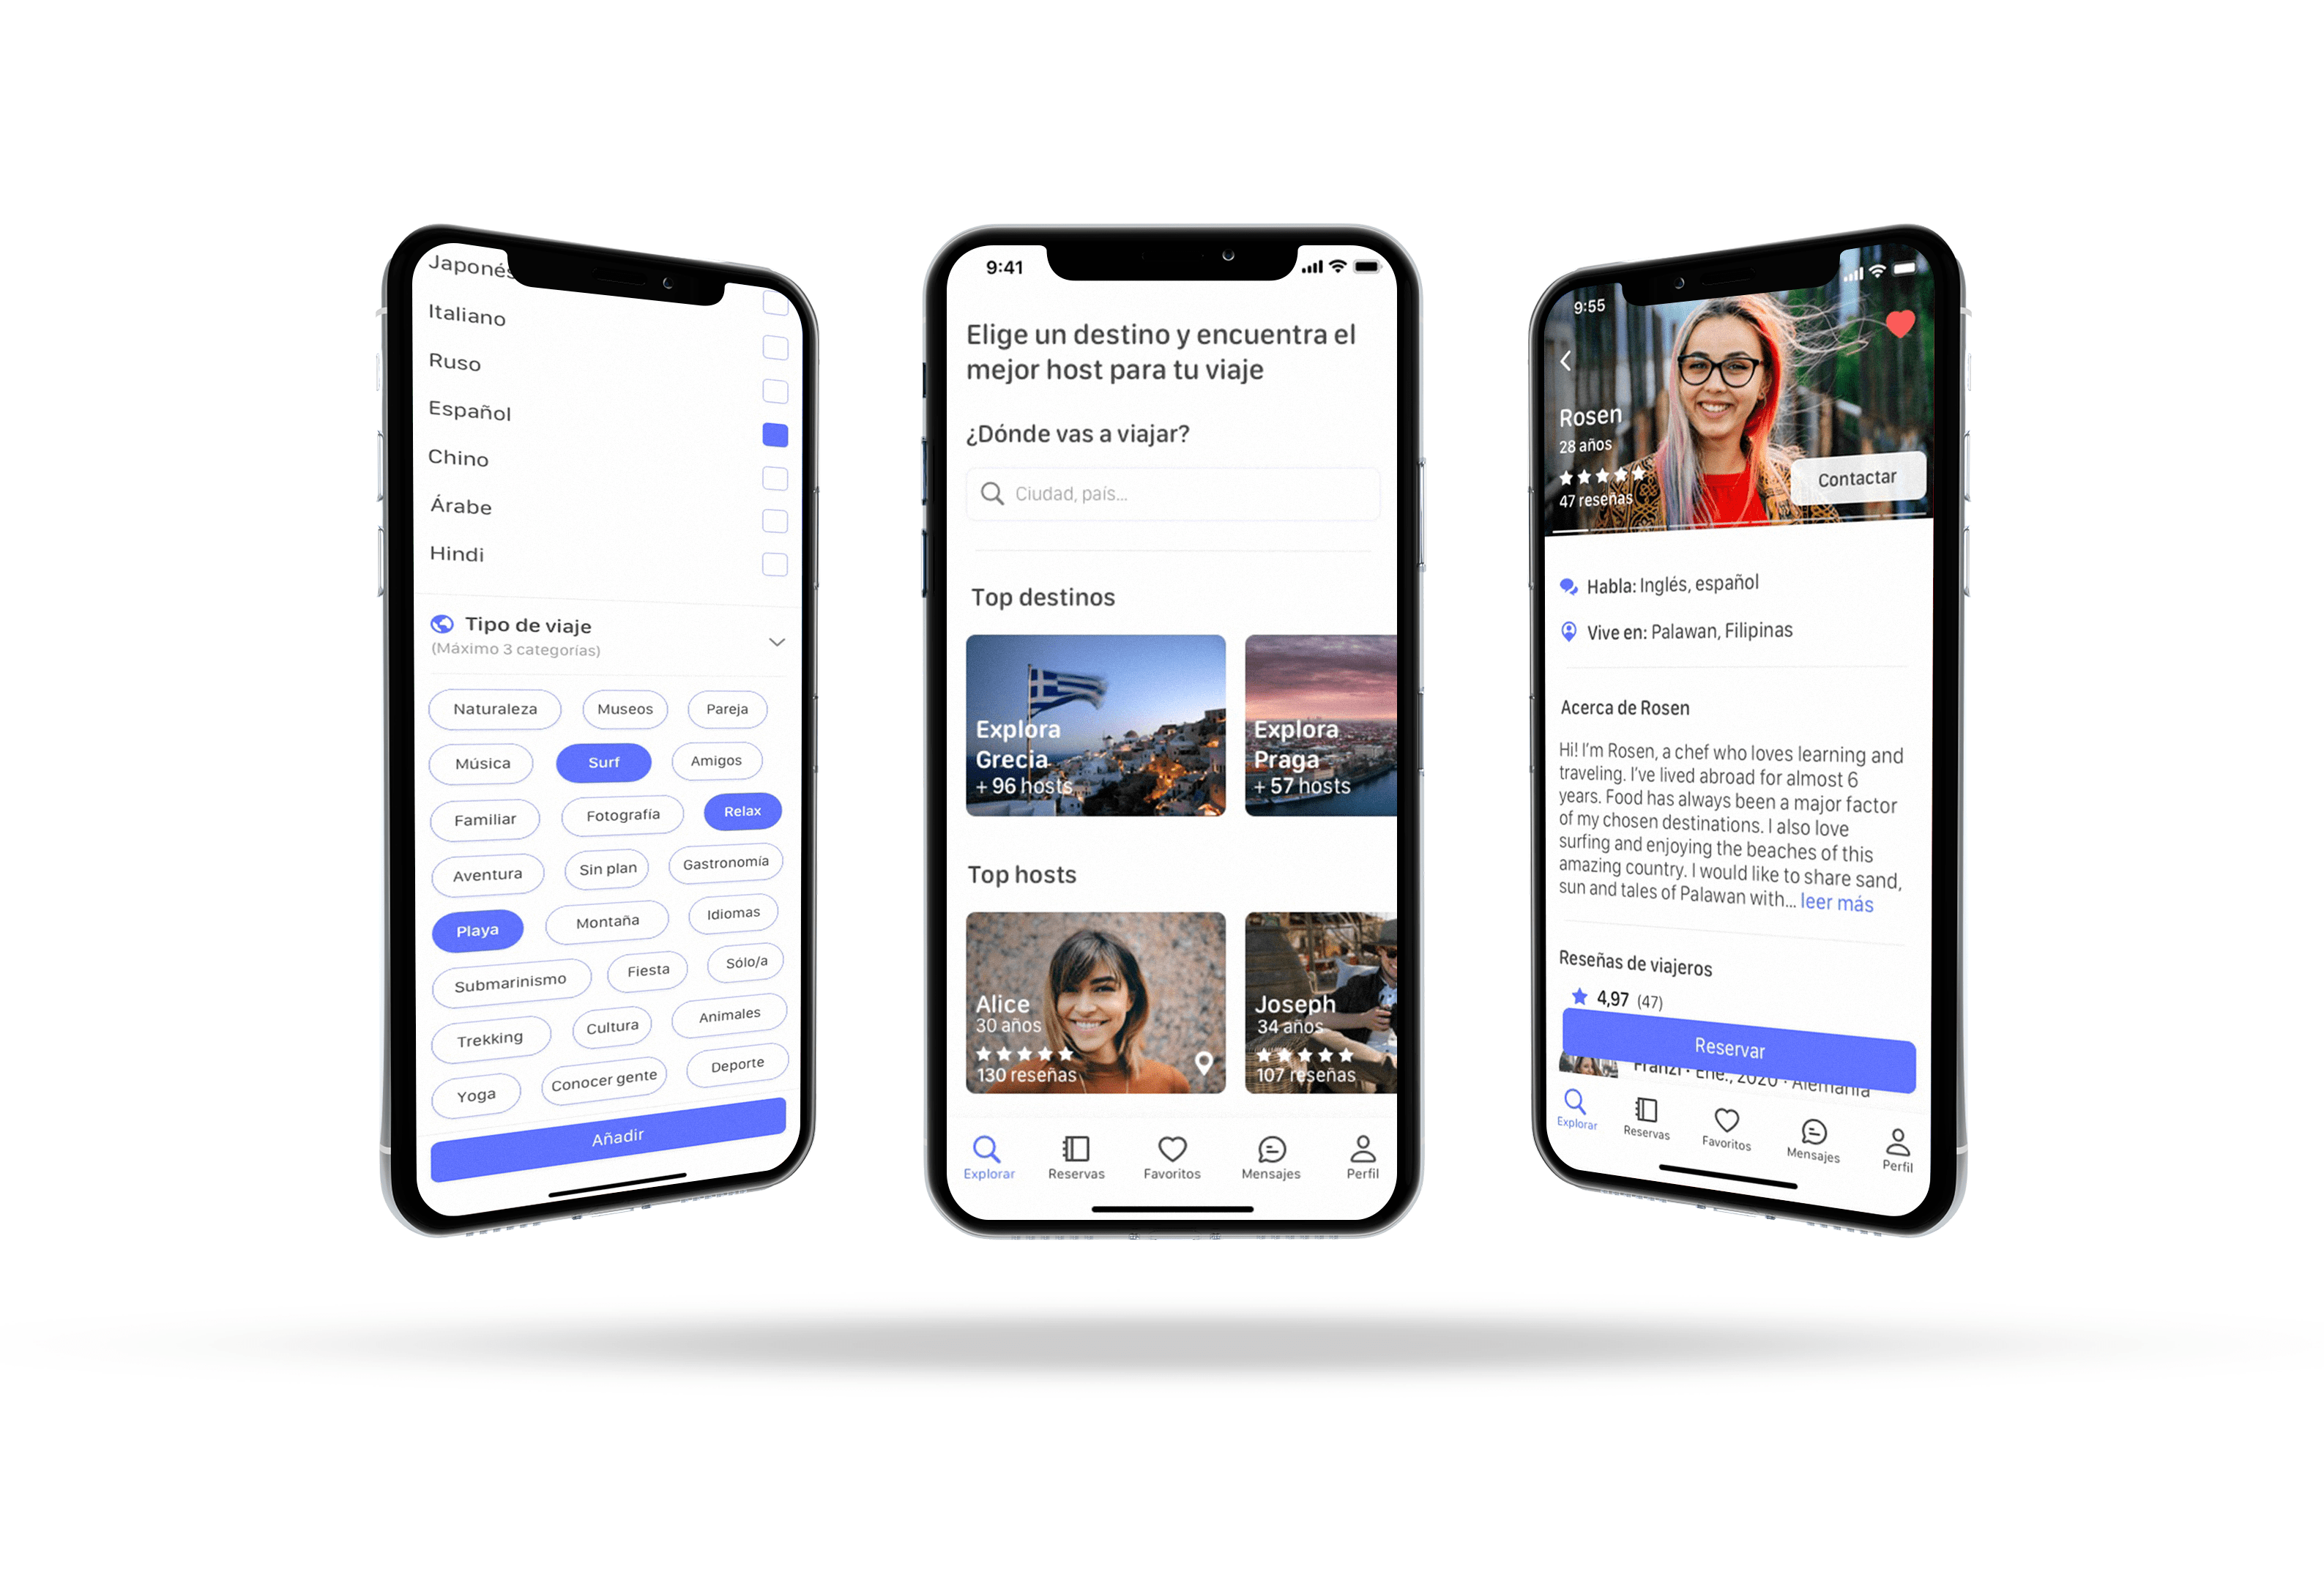 Japonés
Italiano
Ruso
Español
Chino
Árabe
Hindi
Tipo de viaje
(Máximo 3 categorías)
Naturaleza Museos Pareja
Música Surf Amigos
Familiar Fotografía Relax
Aventura Sin plan Gastronomía
Playa Montaña Idiomas
Submarinismo Fiesta Sólo/a
Trekking Cultura Animales
Yoga Conocer gente Deporte
Añadir
9:41
Elige un destino y encuentra el
mejor host para tu viaje
¿Dónde vas a viajar?
Ciudad, país...
Top destinos
Explora
Grecia
+ 96 hosts
Explora
Praga
+ 57 hosts
Top hosts
Alice
30 años
130 reseñas
Joseph
34 años
107 reseñas
Explorar Reservas Favoritos Mensajes Perfil
9:55
Rosen
28 años
47 reseñas
Contactar
Habla: Inglés, español
Vive en: Palawan, Filipinas
Acerca de Rosen
Hi! I'm Rosen, a chef who loves learning and
traveling. I've lived abroad for almost 6
years. Food has always been a major factor
of my chosen destinations. I also love
surfing and enjoying the beaches of this
amazing country. I would like to share sand,
sun and tales of Palawan with... leer más
Reseñas de viajeros
4,97 (47)
Reservar
Franzi · Ene., 2020 · Alemania
Explorar Reservas Favoritos Mensajes Perfil